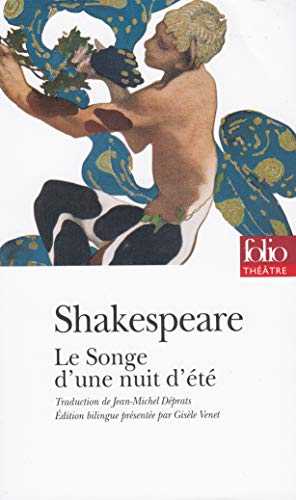 folio
THÉÂTRE
Shakespeare
Le Songe
d'une nuit d'été
Traduction de Jean-Michel Déprats
Édition bilingue présentée par Gisèle Venet